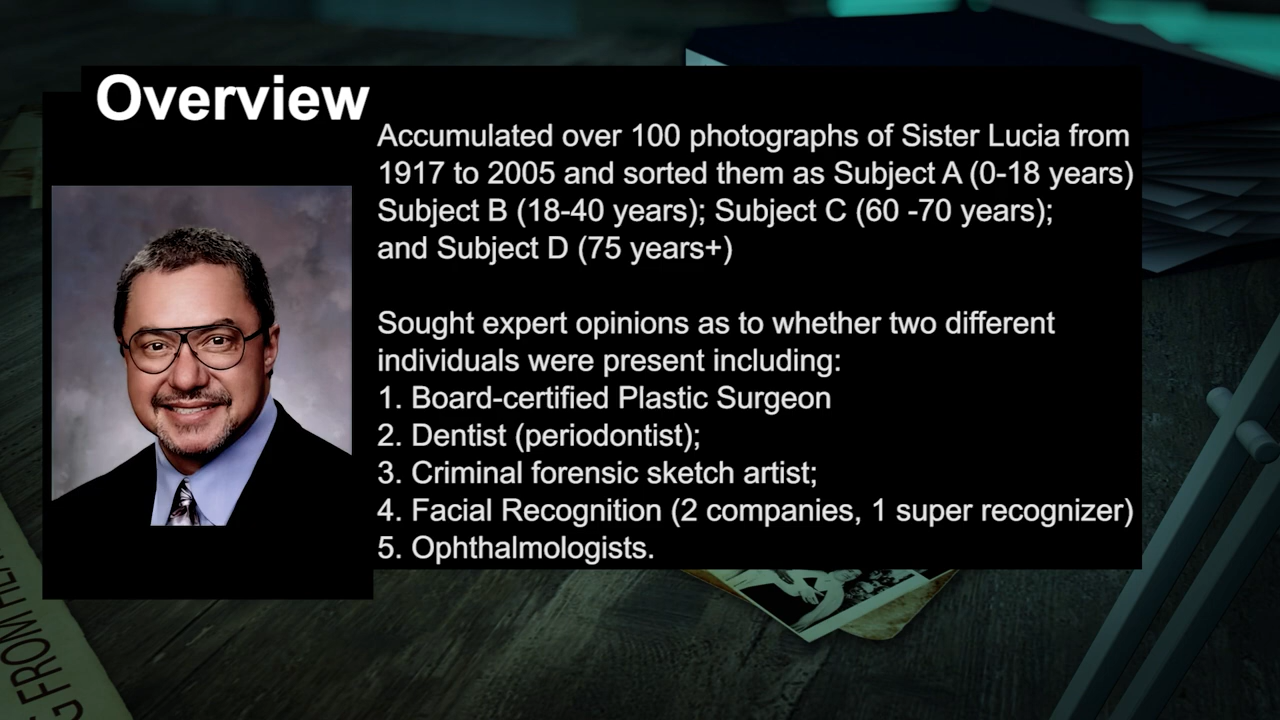 Overview
Accumulated over 100 photographs of Sister Lucia from
1917 to 2005 and sorted them as Subject A (0-18 years)
Subject B (18-40 years); Subject C (60 -70 years);
and Subject D (75 years+)
Sought expert opinions as to whether two different
individuals were present including:
1. Board-certified Plastic Surgeon
2. Dentist (periodontist);
3. Criminal forensic sketch artist;
4. Facial Recognition (2 companies, 1 super recognizer)
5. Ophthalmologists.
FROM